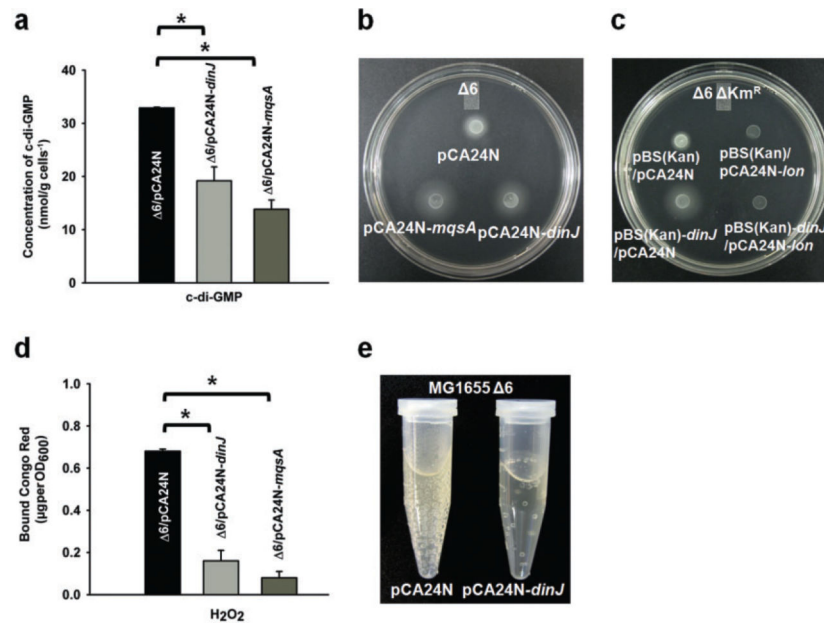 a
*
*
Concentration of c-di-GMP
(nmol/g cells⁻¹)
40
30
20
10
0
Δ6/pCA24N
Δ6/pCA24N-dinJ
Δ6/pCA24N-mqsA
c-di-GMP
b
Δ6
pCA24N
pCA24N-mqsA
pCA24N-dinJ
c
Δ6 ΔKmᴿ
pBS(Kan)
/pCA24N
pBS(Kan)/
pCA24N-lon
pBS(Kan)-dinJ
/pCA24N
pBS(Kan)-dinJ
/pCA24N-lon
d
*
*
Bound Congo Red
(µgperOD₆₀₀)
1.0
0.8
0.6
0.4
0.2
0.0
Δ6/pCA24N
Δ6/pCA24N-dinJ
Δ6/pCA24N-mqsA
H₂O₂
e
MG1655 Δ6
pCA24N
pCA24N-dinJ